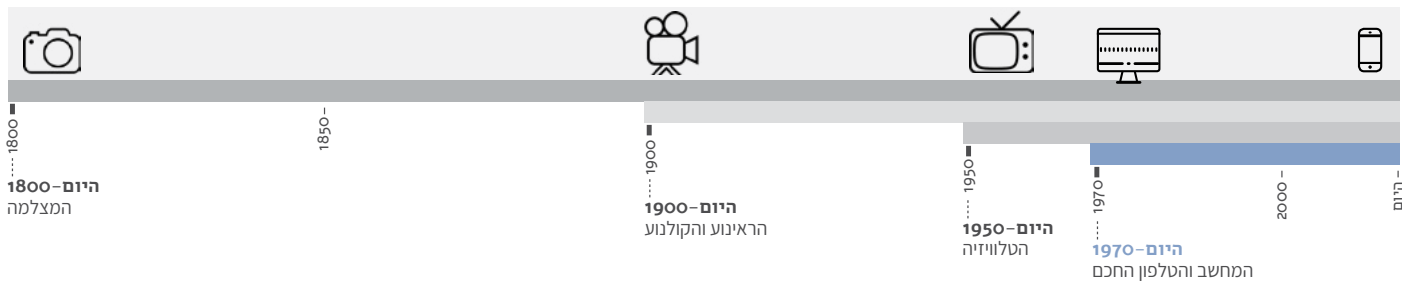 1800
1850
1900
1950
1970
2000
היום
1800–היום
המצלמה
1900–היום
הראינוע והקולנוע
1950–היום
הטלוויזיה
1970–היום
המחשב והטלפון החכם